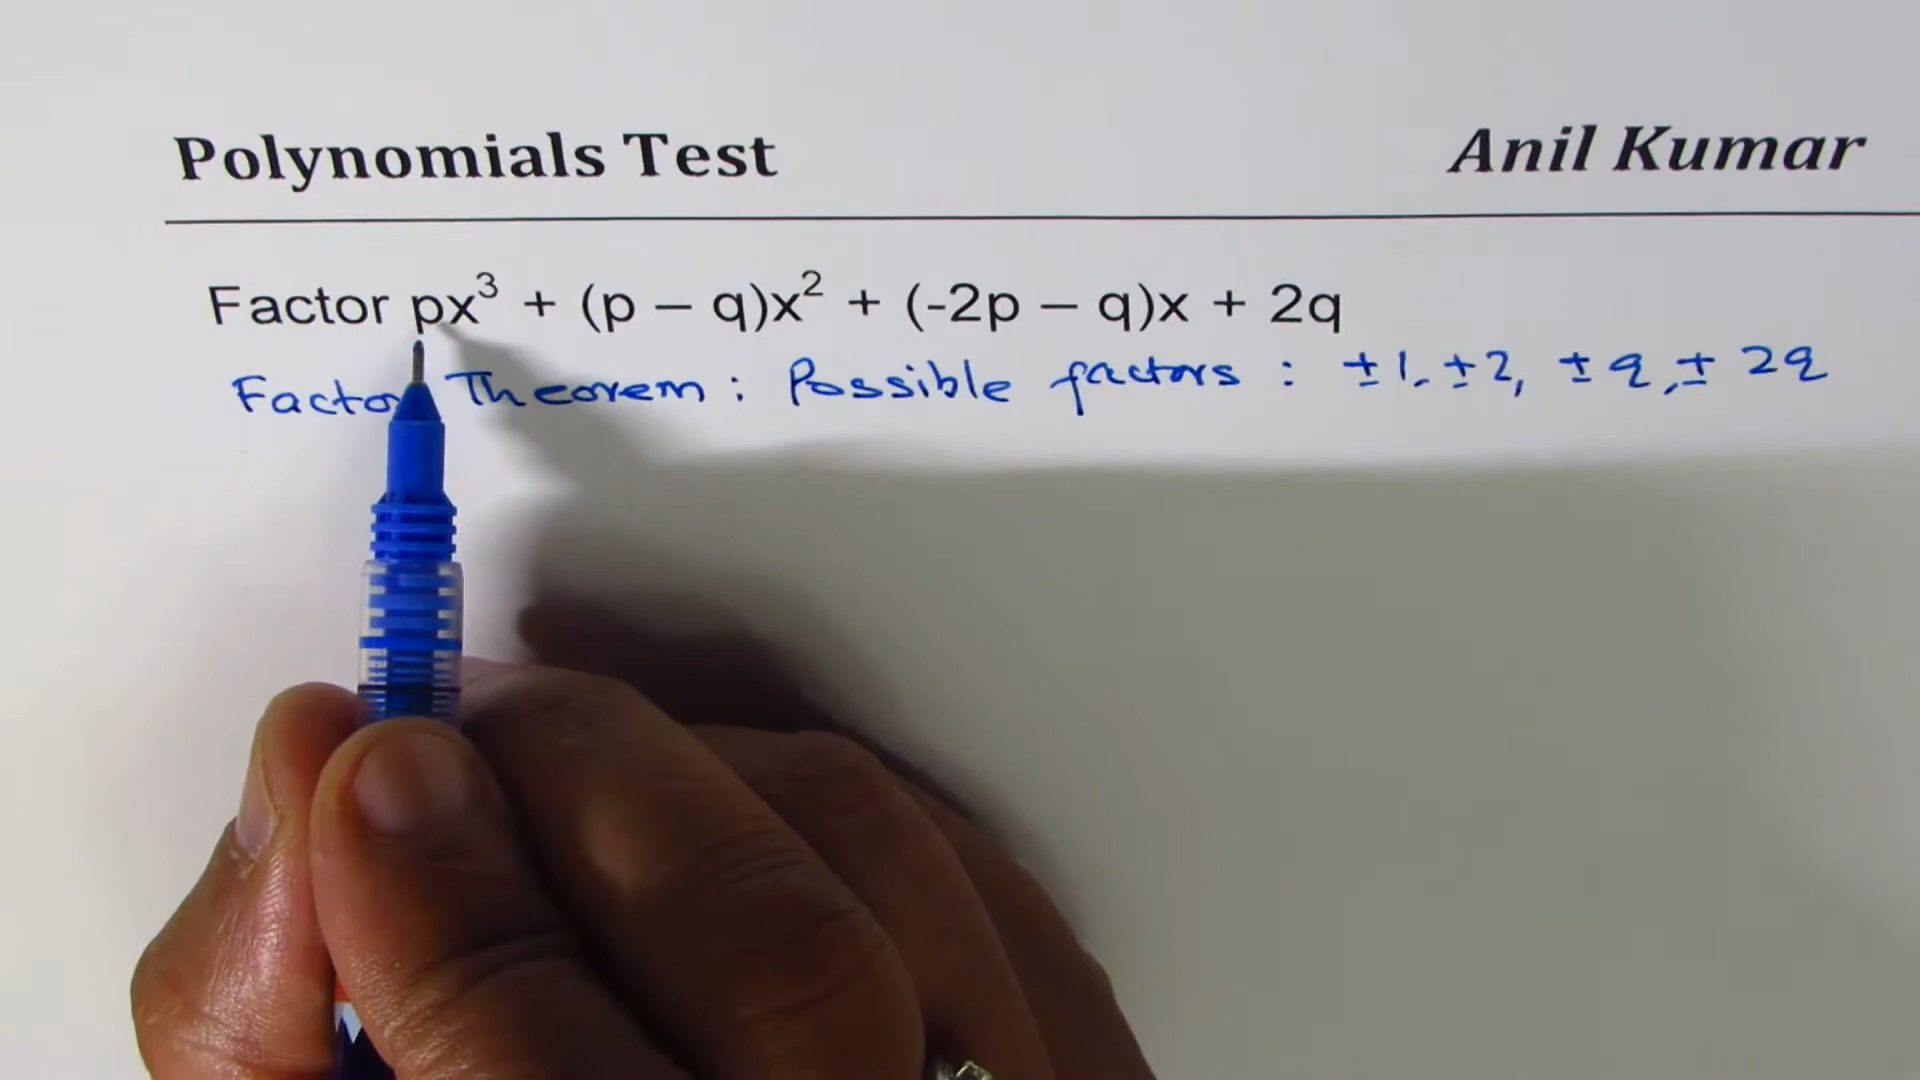 Polynomials Test Anil Kumar
Factor px³ + (p – q)x² + (-2p – q)x + 2q
Factor Theorem : Possible factors : ±1, ±2, ±q, ±2q